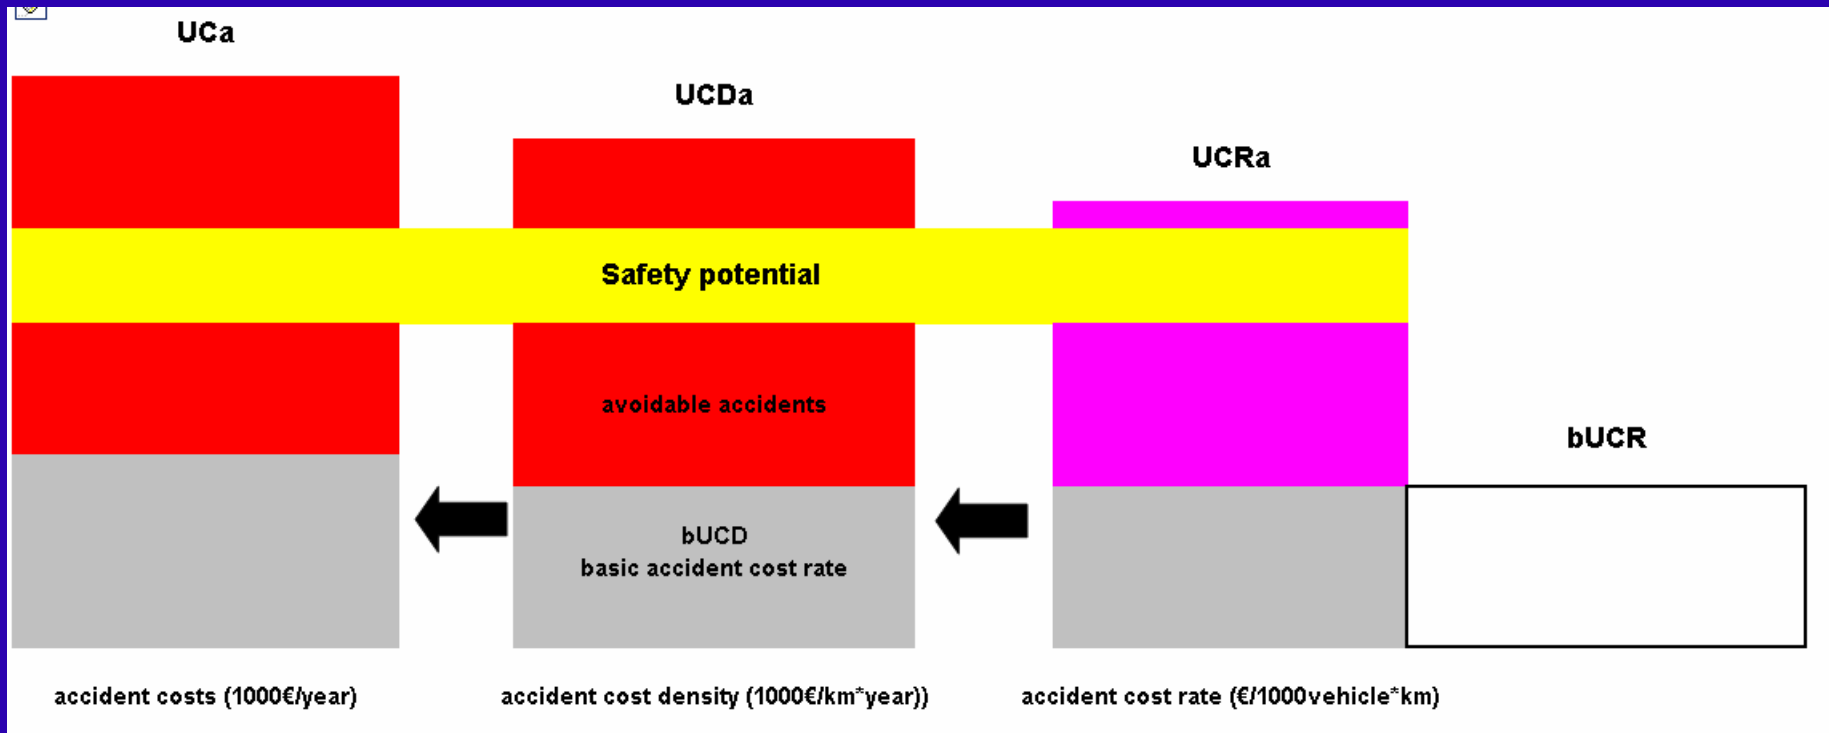 UCa
UCDa
UCRa
Safety potential
avoidable accidents
bUCR
bUCD
basic accident cost rate
accident costs (1000€/year)
accident cost density (1000€/km*year))
accident cost rate (€/1000vehicle*km)